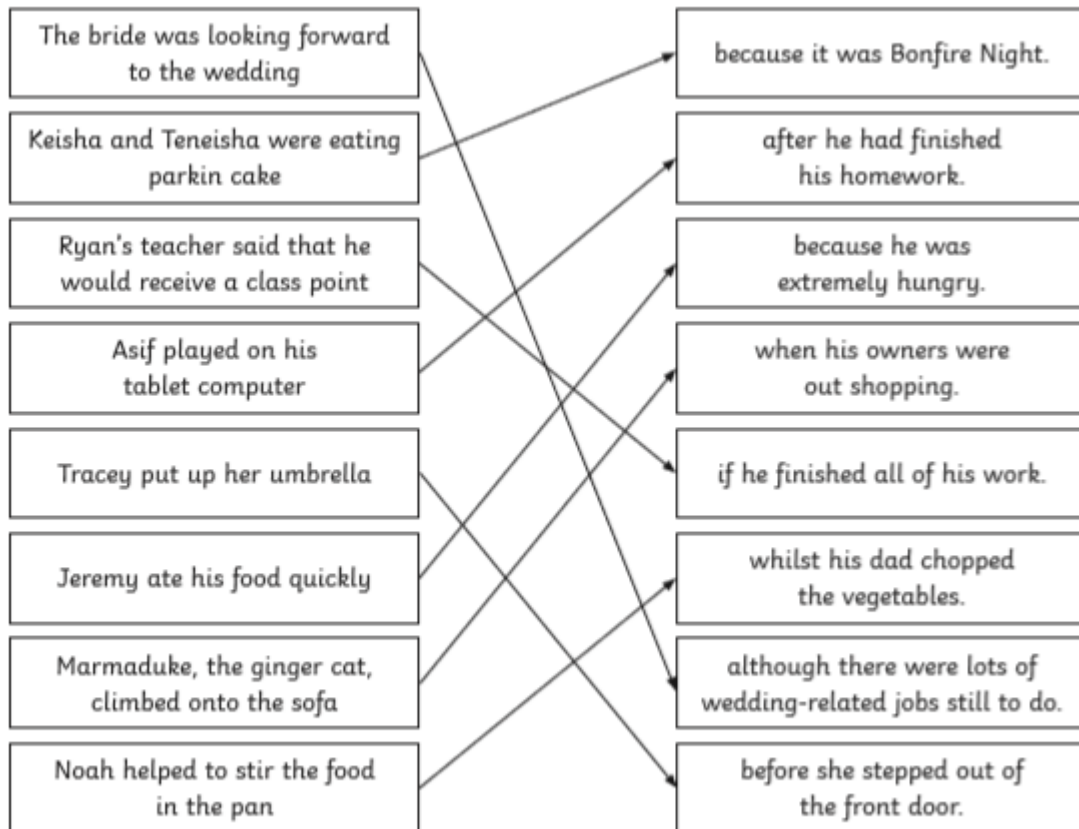 The bride was looking forward
to the wedding
because it was Bonfire Night.
Keisha and Teneisha were eating
parkin cake
after he had finished
his homework.
Ryan's teacher said that he
would receive a class point
because he was
extremely hungry.
Asif played on his
tablet computer
when his owners were
out shopping.
Tracey put up her umbrella
if he finished all of his work.
Jeremy ate his food quickly
whilst his dad chopped
the vegetables.
Marmaduke, the ginger cat,
climbed onto the sofa
although there were lots of
wedding-related jobs still to do.
Noah helped to stir the food
in the pan
before she stepped out of
the front door.